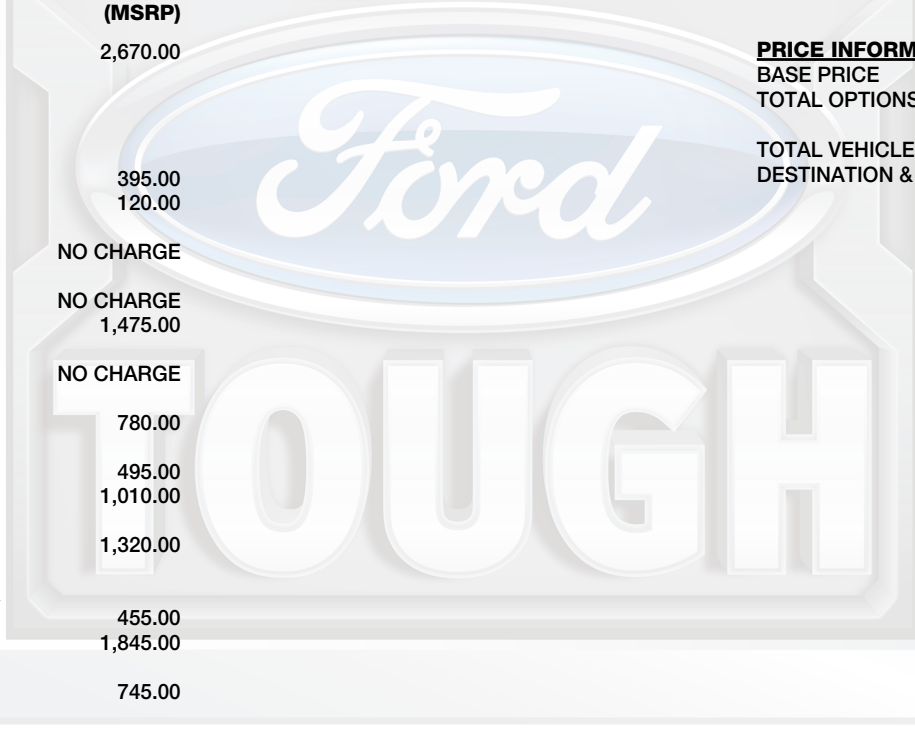 (MSRP)
2,670.00
395.00
120.00
NO CHARGE
NO CHARGE
1,475.00
NO CHARGE
780.00
495.00
1,010.00
1,320.00
455.00
1,845.00
745.00
PRICE INFORM
BASE PRICE
TOTAL OPTIONS
TOTAL VEHICLE
DESTINATION &
Ford
TOUGH